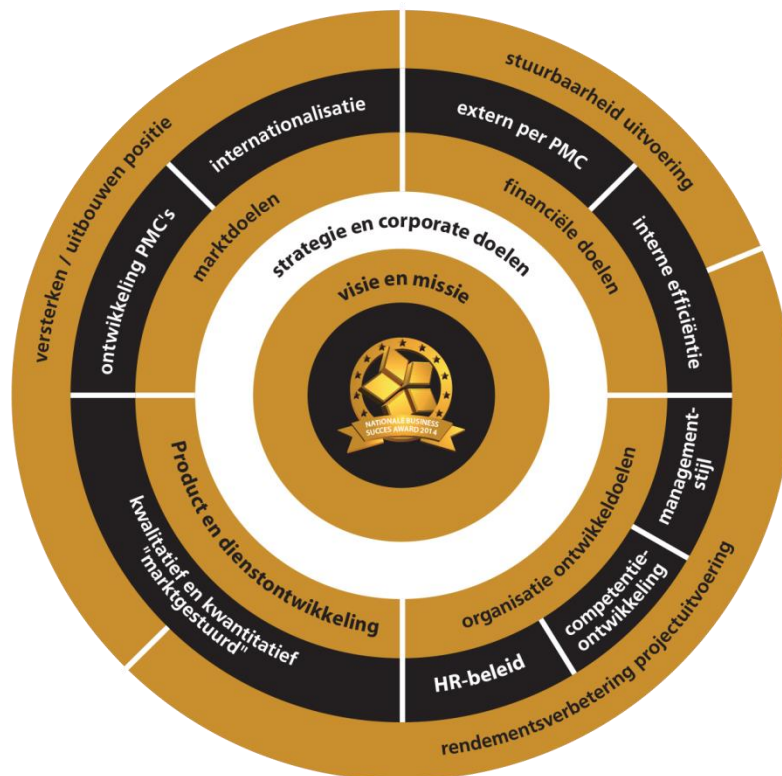 stuurbaarheid uitvoering
versterken / uitbouwen positie
rendementsverbetering projectuitvoering
internationalisatie
extern per PMC
ontwikkeling PMC's
interne efficiëntie
management-
stijl
competentie-
ontwikkeling
HR-beleid
kwalitatief en kwantitatief
"marktgestuurd"
marktdoelen
financiële doelen
organisatie ontwikkeldoelen
Product en dienstontwikkeling
strategie en corporate doelen
visie en missie
NATIONALE BUSINESS
SUCCES AWARD 2014